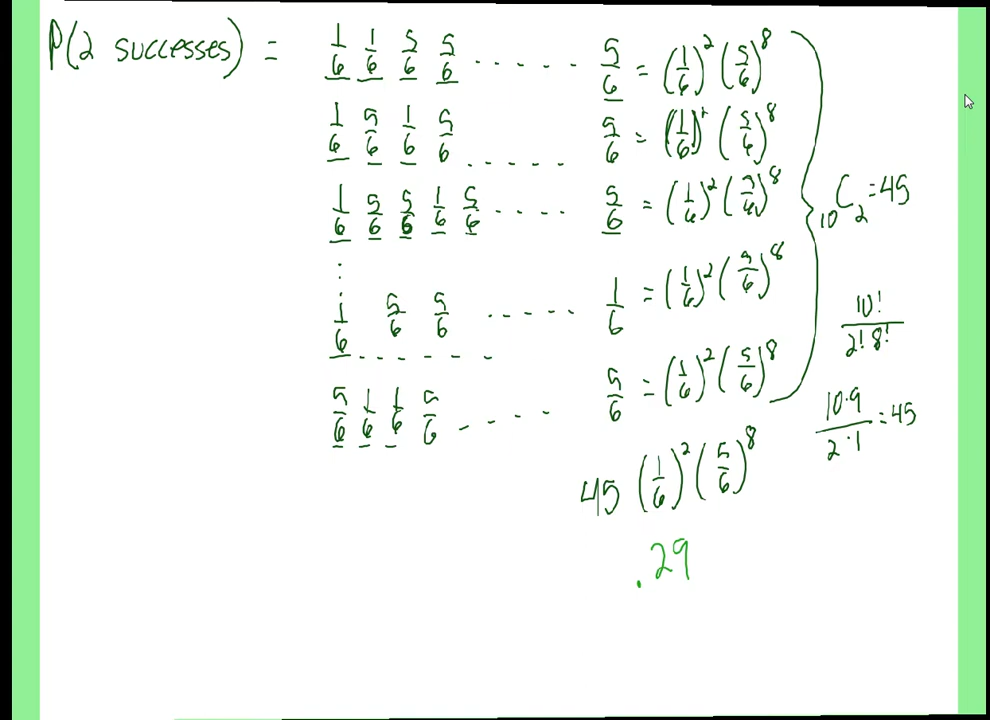 P(2 successes) = 1/6 1/6 5/6 5/6 ...... 5/6 = (1/6)^2 (5/6)^8
1/6 5/6 1/6 5/6 ...... 5/6 = (1/6)^2 (5/6)^8
1/6 5/6 5/6 1/6 5/6 .... 5/6 = (1/6)^2 (5/6)^8
10C2 = 45
⋮
1/6 5/6 5/6 ..... 1/6 = (1/6)^2 (5/6)^8
10!/2!8!
5/6 1/6 1/6 5/6 ..... 5/6 = (1/6)^2 (5/6)^8
10·9/2·1 = 45
45 (1/6)^2 (5/6)^8
.29